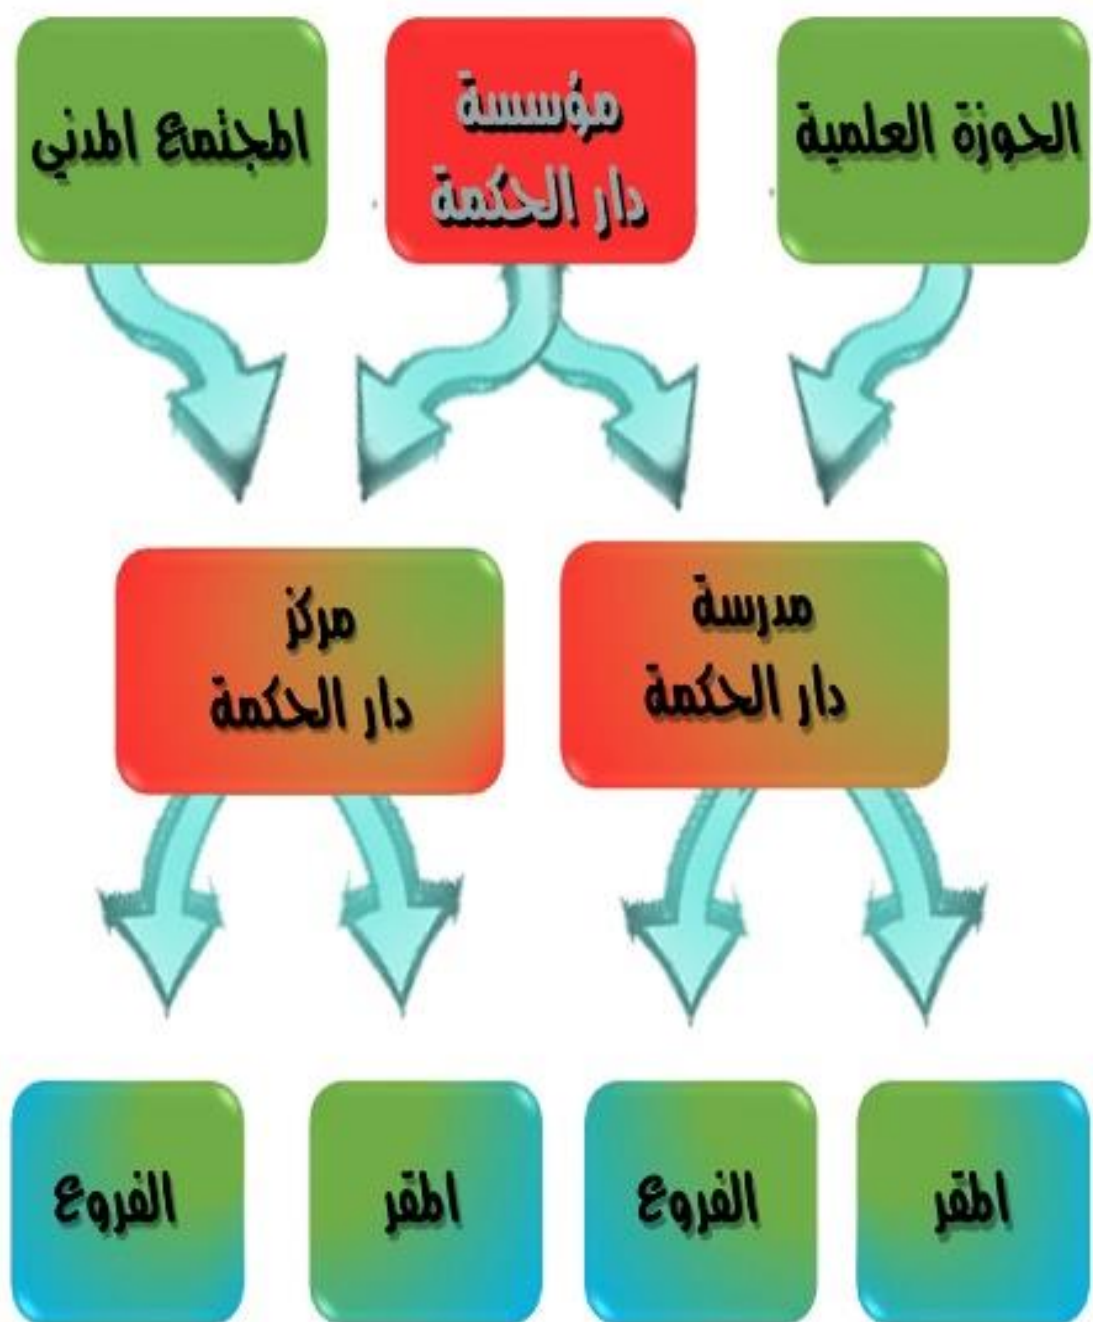 الحوزة العلمية
مؤسسة
دار الحكمة
المجتمع المدني
مدرسة
دار الحكمة
مركز
دار الحكمة
المقر
الفروع
المقر
الفروع